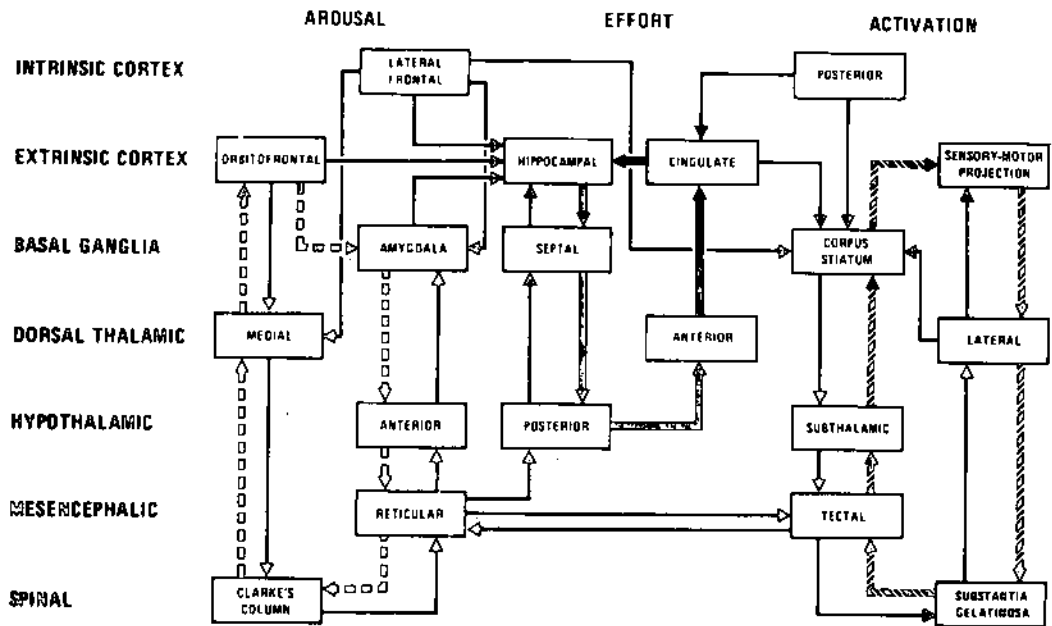 AROUSAL
EFFORT
ACTIVATION
INTRINSIC CORTEX
LATERAL
FRONTAL
POSTERIOR
EXTRINSIC CORTEX
ORBITOFRONTAL
HIPPOCAMPAL
CINGULATE
SENSORY-MOTOR
PROJECTION
BASAL GANGLIA
AMYGDALA
SEPTAL
CORPUS
STIATUM
DORSAL THALAMIC
MEDIAL
ANTERIOR
LATERAL
HYPOTHALAMIC
ANTERIOR
POSTERIOR
SUBTHALAMIC
MESENCEPHALIC
RETICULAR
TECTAL
SPINAL
CLARKE'S
COLUMN
SUBSTANTIA
GELATINOSA